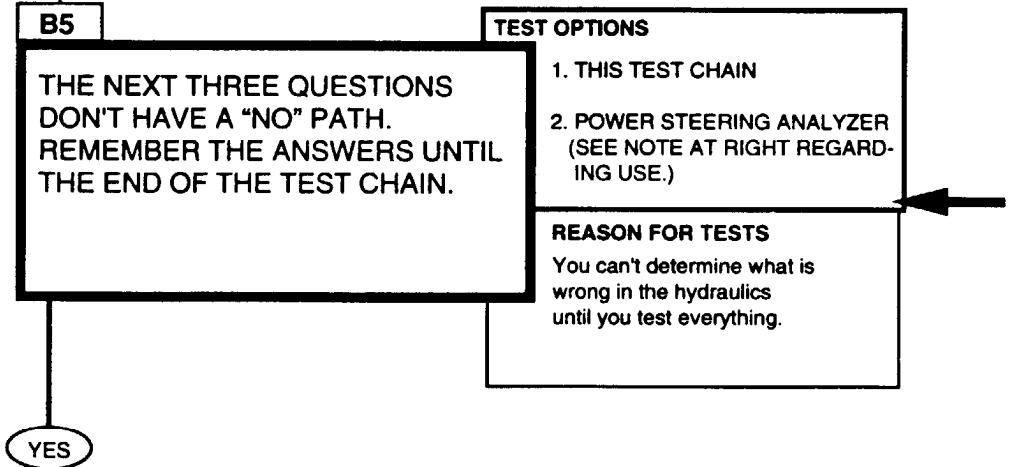 B5
THE NEXT THREE QUESTIONS
DON'T HAVE A "NO" PATH.
REMEMBER THE ANSWERS UNTIL
THE END OF THE TEST CHAIN.
TEST OPTIONS
1. THIS TEST CHAIN
2. POWER STEERING ANALYZER
(SEE NOTE AT RIGHT REGARD-
ING USE.)
REASON FOR TESTS
You can't determine what is
wrong in the hydraulics
until you test everything.
YES